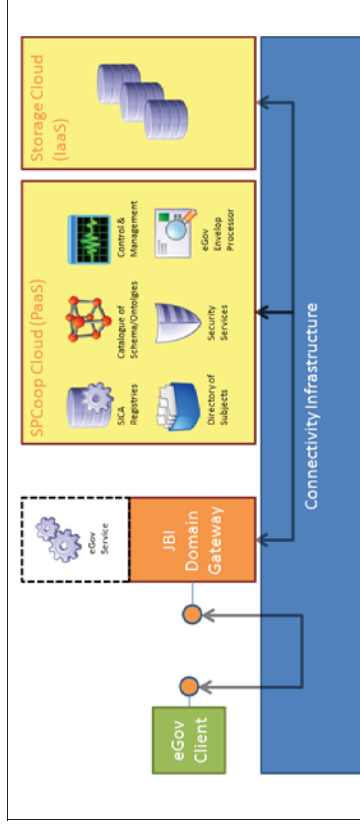 eGov
Client
eGov
Service
JBI
Domain
Gateway
SPCoop Cloud (PaaS)
SICA
Registries
Catalogue of
Schema/Ontolgies
Control &
Management
Directory of
Subjects
Security
Services
eGov
Envelop
Processor
Storage Cloud
(IaaS)
Connectivity Infrastructure